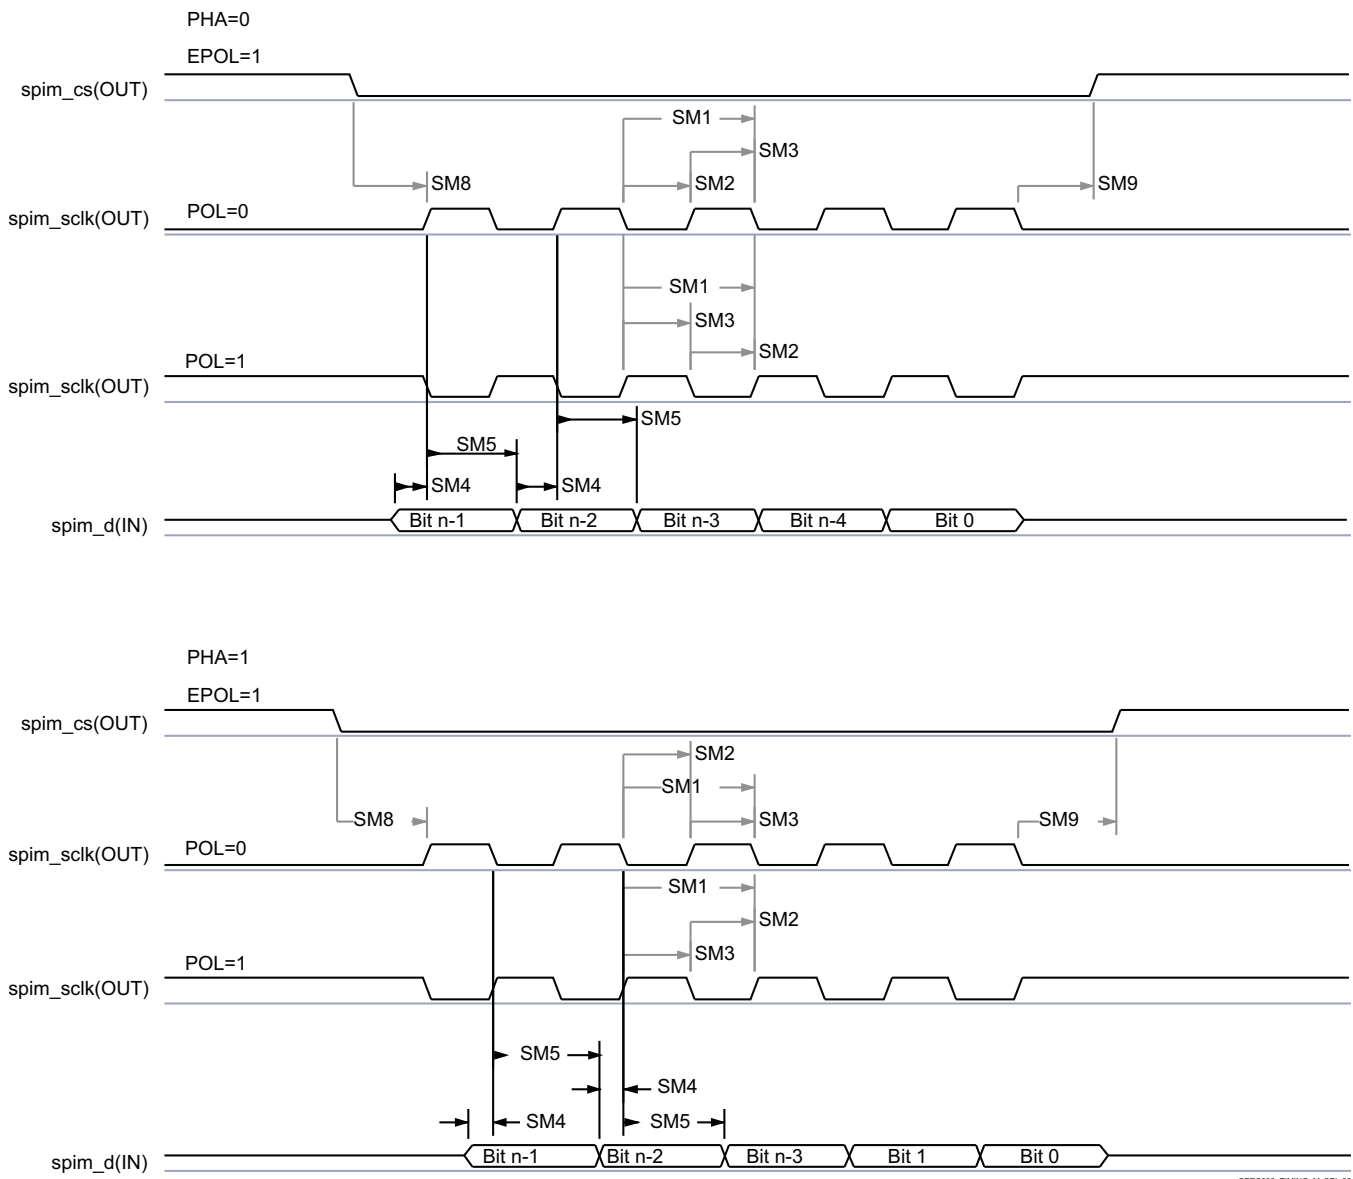 PHA=0
EPOL=1
spim_cs(OUT)
SM1
SM3
SM8
SM2
SM9
POL=0
spim_sclk(OUT)
SM1
SM3
SM2
POL=1
spim_sclk(OUT)
SM5
SM5
SM4
SM4
spim_d(IN)
Bit n-1
Bit n-2
Bit n-3
Bit n-4
Bit 0
PHA=1
EPOL=1
spim_cs(OUT)
SM2
SM1
SM8
SM3
SM9
POL=0
spim_sclk(OUT)
SM1
SM2
SM3
POL=1
spim_sclk(OUT)
SM5
SM4
SM4
SM5
spim_d(IN)
Bit n-1
Bit n-2
Bit n-3
Bit 1
Bit 0